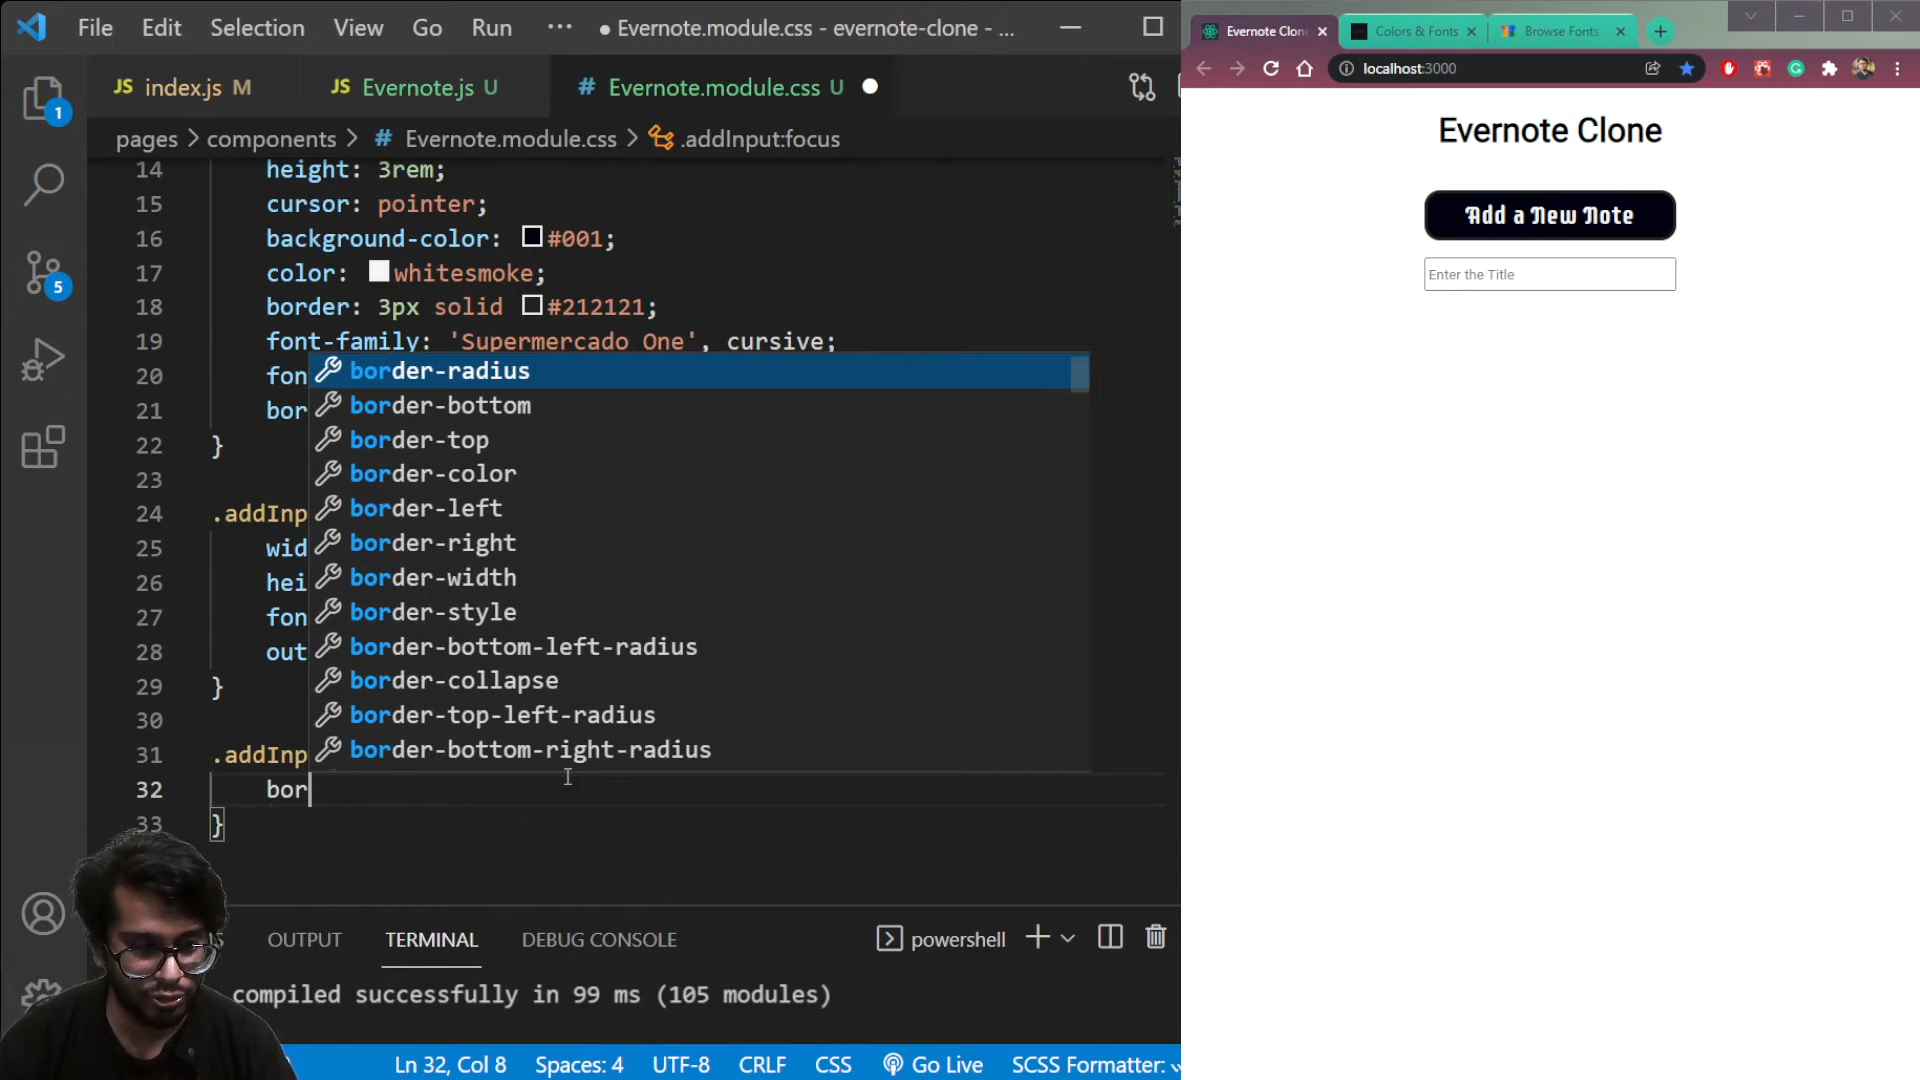 File Edit Selection View Go Run ··· ● Evernote.module.css - evernote-clone - ...
JS index.js M JS Evernote.js U # Evernote.module.css U
pages > components > # Evernote.module.css > .addInput:focus
14 height: 3rem;
15 cursor: pointer;
16 background-color: #001;
17 color: whitesmoke;
18 border: 3px solid #212121;
19 font-family: 'Supermercado One', cursive;
20 fon
21 bor
22 }
23
24 .addInp
25 wid
26 hei
27 fon
28 out
29 }
30
31 .addInp
32 bor
33 }
border-radius
border-bottom
border-top
border-color
border-left
border-right
border-width
border-style
border-bottom-left-radius
border-collapse
border-top-left-radius
border-bottom-right-radius
1
5
OUTPUT TERMINAL DEBUG CONSOLE powershell
compiled successfully in 99 ms (105 modules)
Ln 32, Col 8 Spaces: 4 UTF-8 CRLF CSS Go Live SCSS Formatter:
Evernote Clon Colors & Fonts Browse Fonts
localhost:3000
Evernote Clone
Add a New Note
Enter the Title